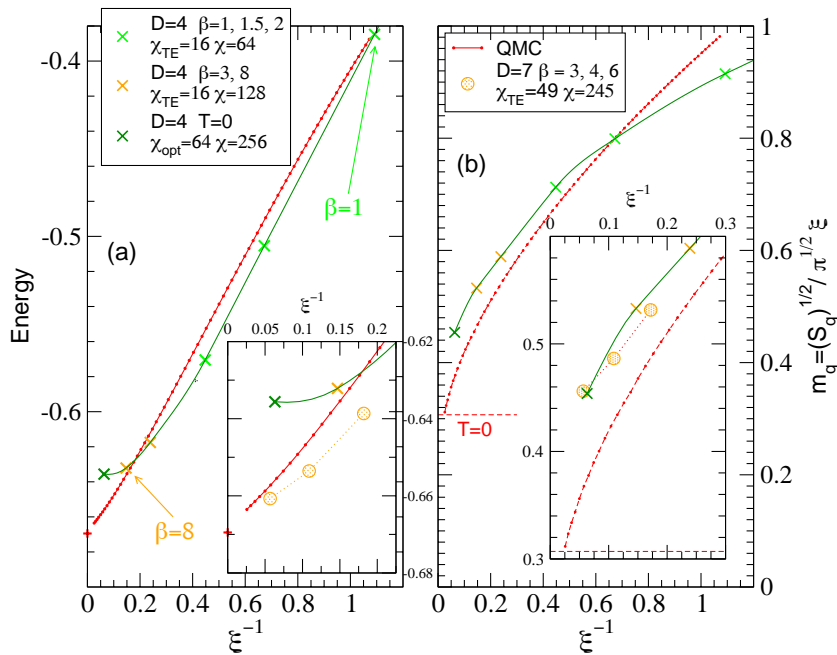 D=4 β=1, 1.5, 2
χTE=16 χ=64
D=4 β=3, 8
χTE=16 χ=128
D=4 T=0
χopt=64 χ=256
QMC
D=7 β = 3, 4, 6
χTE=49 χ=245
(a)
β=1
β=8
Energy
-0.4
-0.5
-0.6
0 0.2 0.4 0.6 0.8 1
ξ⁻¹
ξ⁻¹
0.05 0.1 0.15 0.2
-0.62
-0.64
-0.66
-0.68
(b)
T=0
ξ⁻¹
0 0.1 0.2 0.3
0.5
0.4
0.3
0 0.2 0.4 0.6 0.8 1
ξ⁻¹
1
0.8
0.6
0.4
0.2
0
mq=(Sq)^1/2/π^1/2 ξ